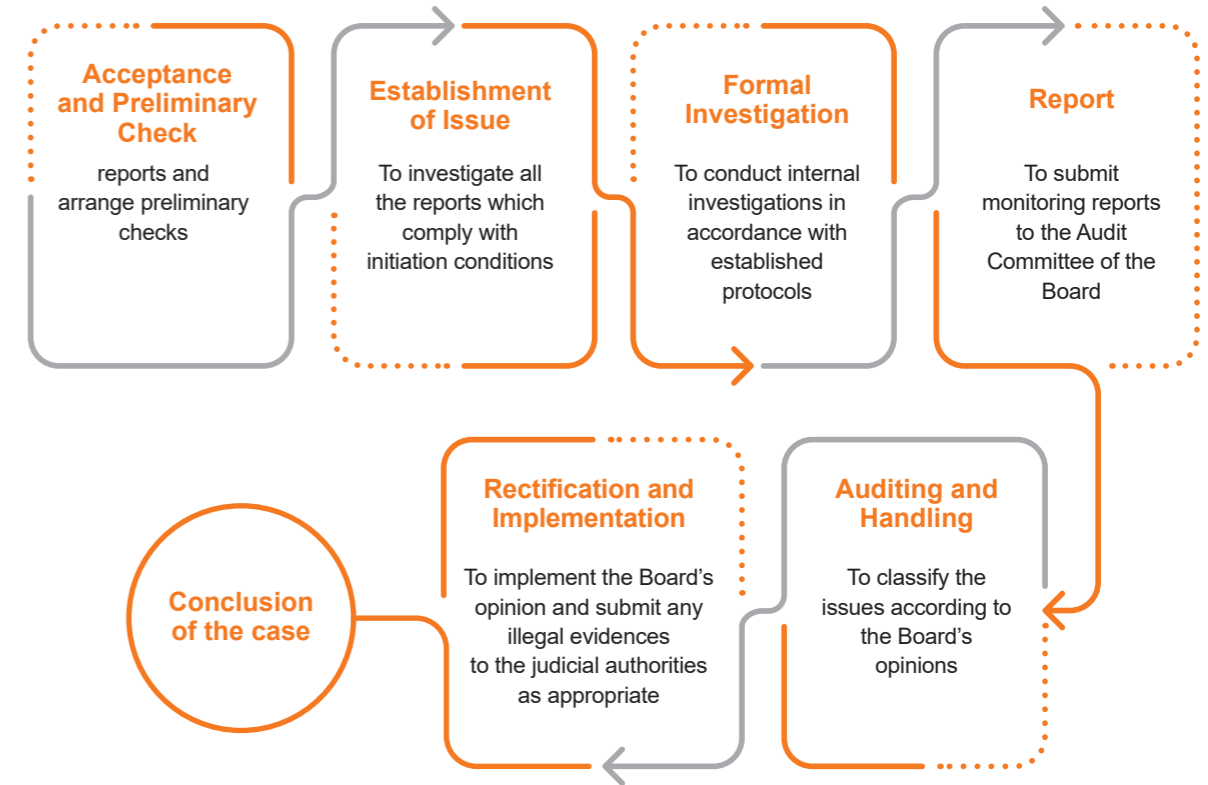 Acceptance
and Preliminary
Check
reports and
arrange preliminary
checks
Establishment
of Issue
To investigate all
the reports which
comply with
initiation conditions
Formal
Investigation
To conduct internal
investigations in
accordance with
established
protocols
Report
To submit
monitoring reports
to the Audit
Committee of the
Board
Auditing and
Handling
To classify the
issues according to
the Board’s
opinions
Rectification and
Implementation
To implement the Board’s
opinion and submit any
illegal evidences
to the judicial authorities
as appropriate
Conclusion
of the case